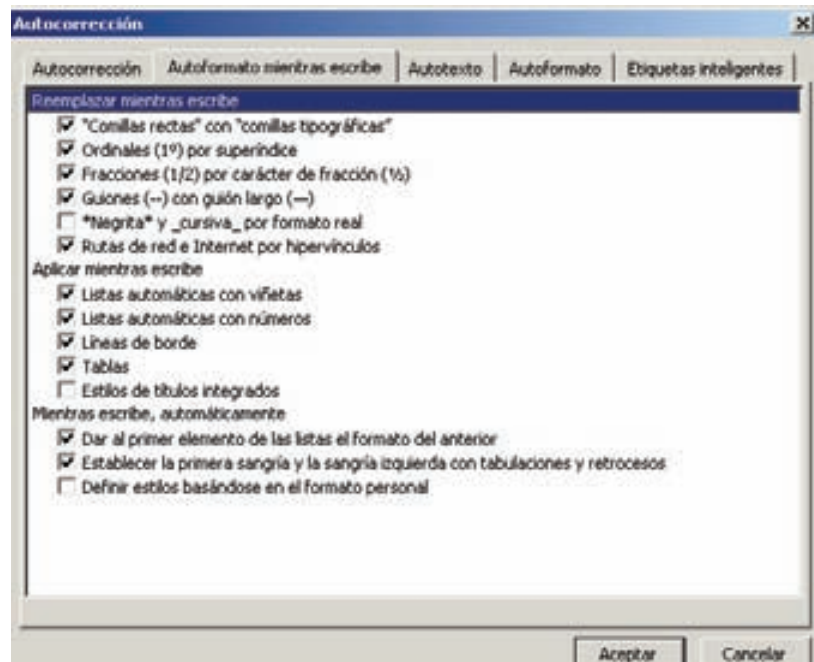 Autocorrección
Autocorrección Autoformato mientras escribe Autotexto Autoformato Etiquetas inteligentes
Reemplazar mientras escribe
"Comillas rectas" con “comillas tipográficas”
Ordinales (1º) por superíndice
Fracciones (1/2) por carácter de fracción (½)
Guiones (--) con guión largo (—)
*Negrita* y _cursiva_ por formato real
Rutas de red e Internet por hipervínculos
Aplicar mientras escribe
Listas automáticas con viñetas
Listas automáticas con números
Líneas de borde
Tablas
Estilos de títulos integrados
Mientras escribe, automáticamente
Dar al primer elemento de las listas el formato del anterior
Establecer la primera sangría y la sangría izquierda con tabulaciones y retrocesos
Definir estilos basándose en el formato personal
Aceptar Cancelar